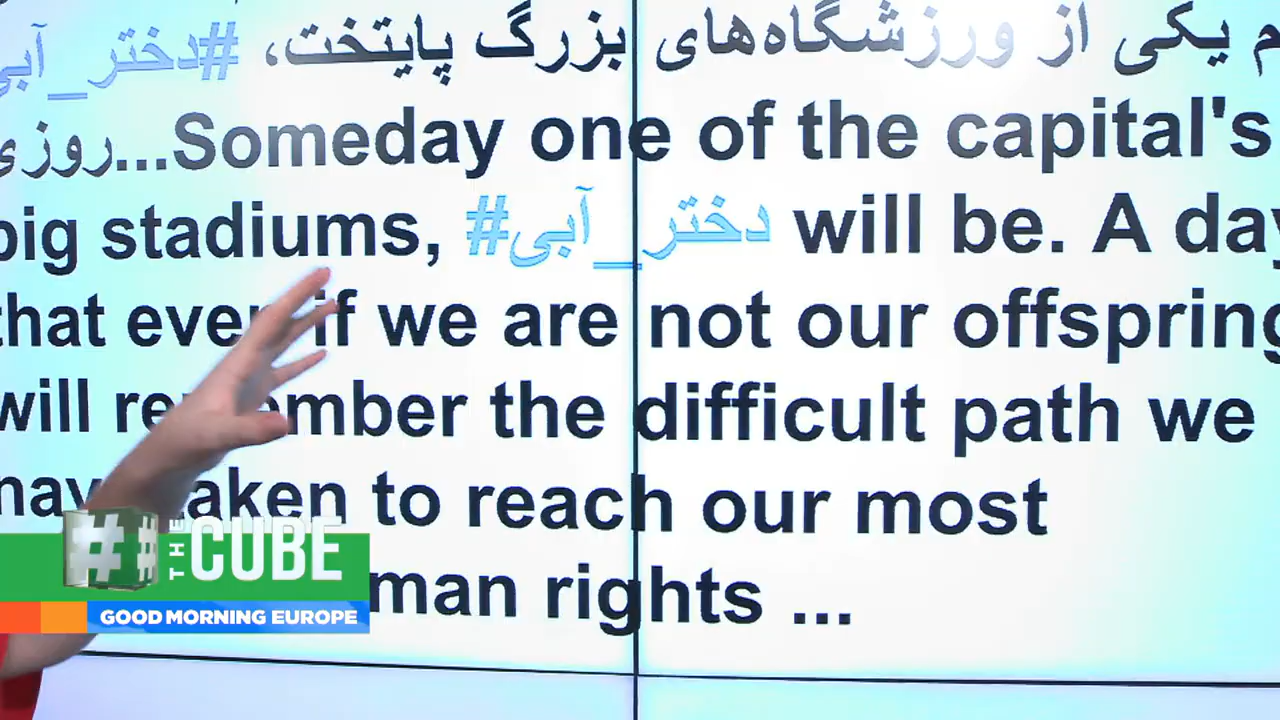 یکی از ورزشگاه‌های بزرگ پایتخت، #دختر_آبی
روزی...Someday one of the capital's
big stadiums, #دختر_آبی will be. A day
that even if we are not our offspring
will remember the difficult path we
taken to reach our most
rights ...
# # THE CUBE
GOOD MORNING EUROPE